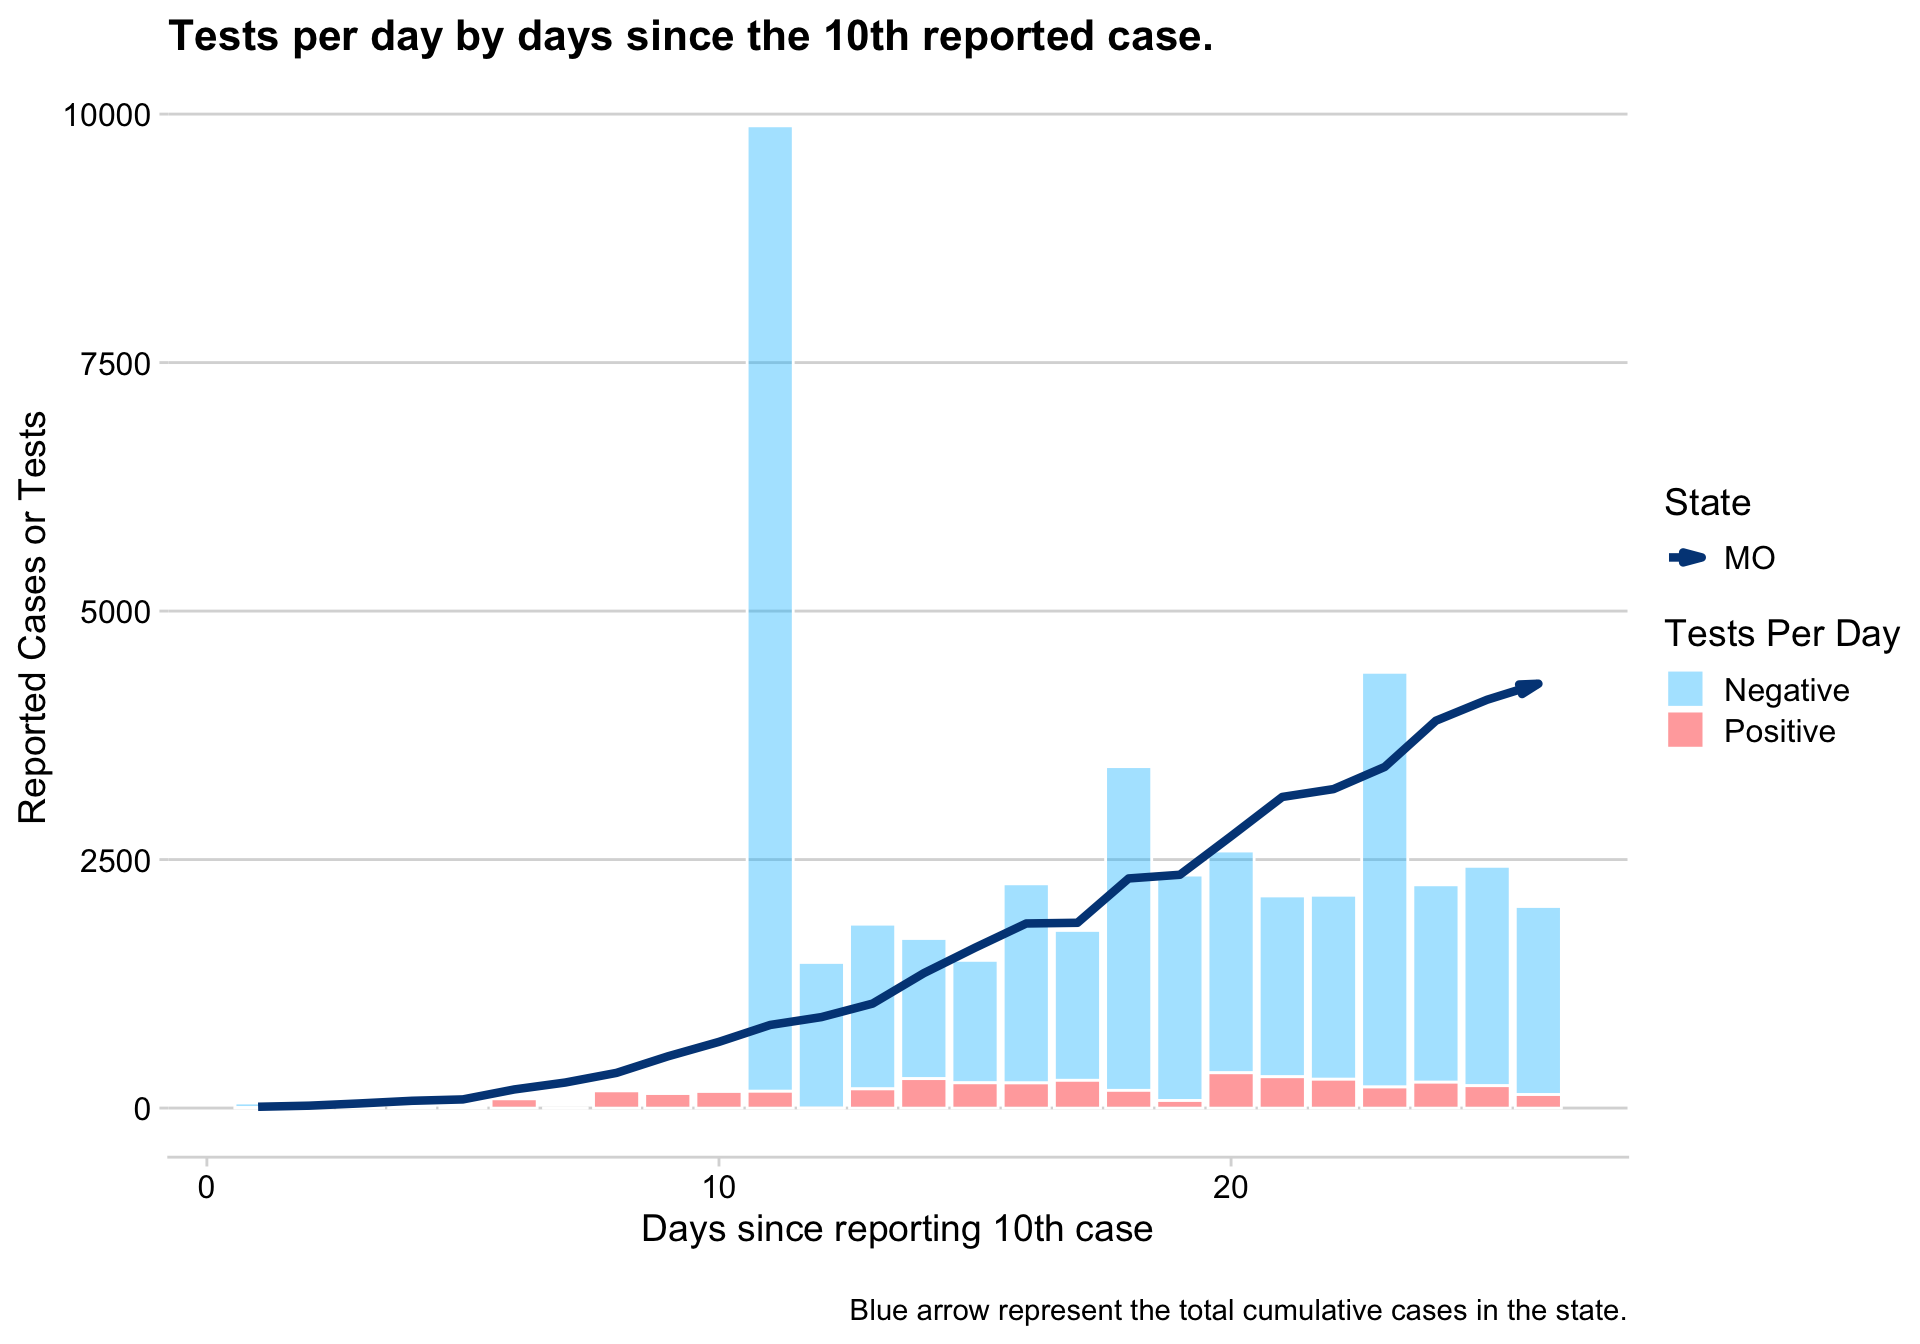 Tests per day by days since the 10th reported case.
10000
7500
5000
2500
0
Reported Cases or Tests
0
10
20
Days since reporting 10th case
State
MO
Tests Per Day
Negative
Positive
Blue arrow represent the total cumulative cases in the state.